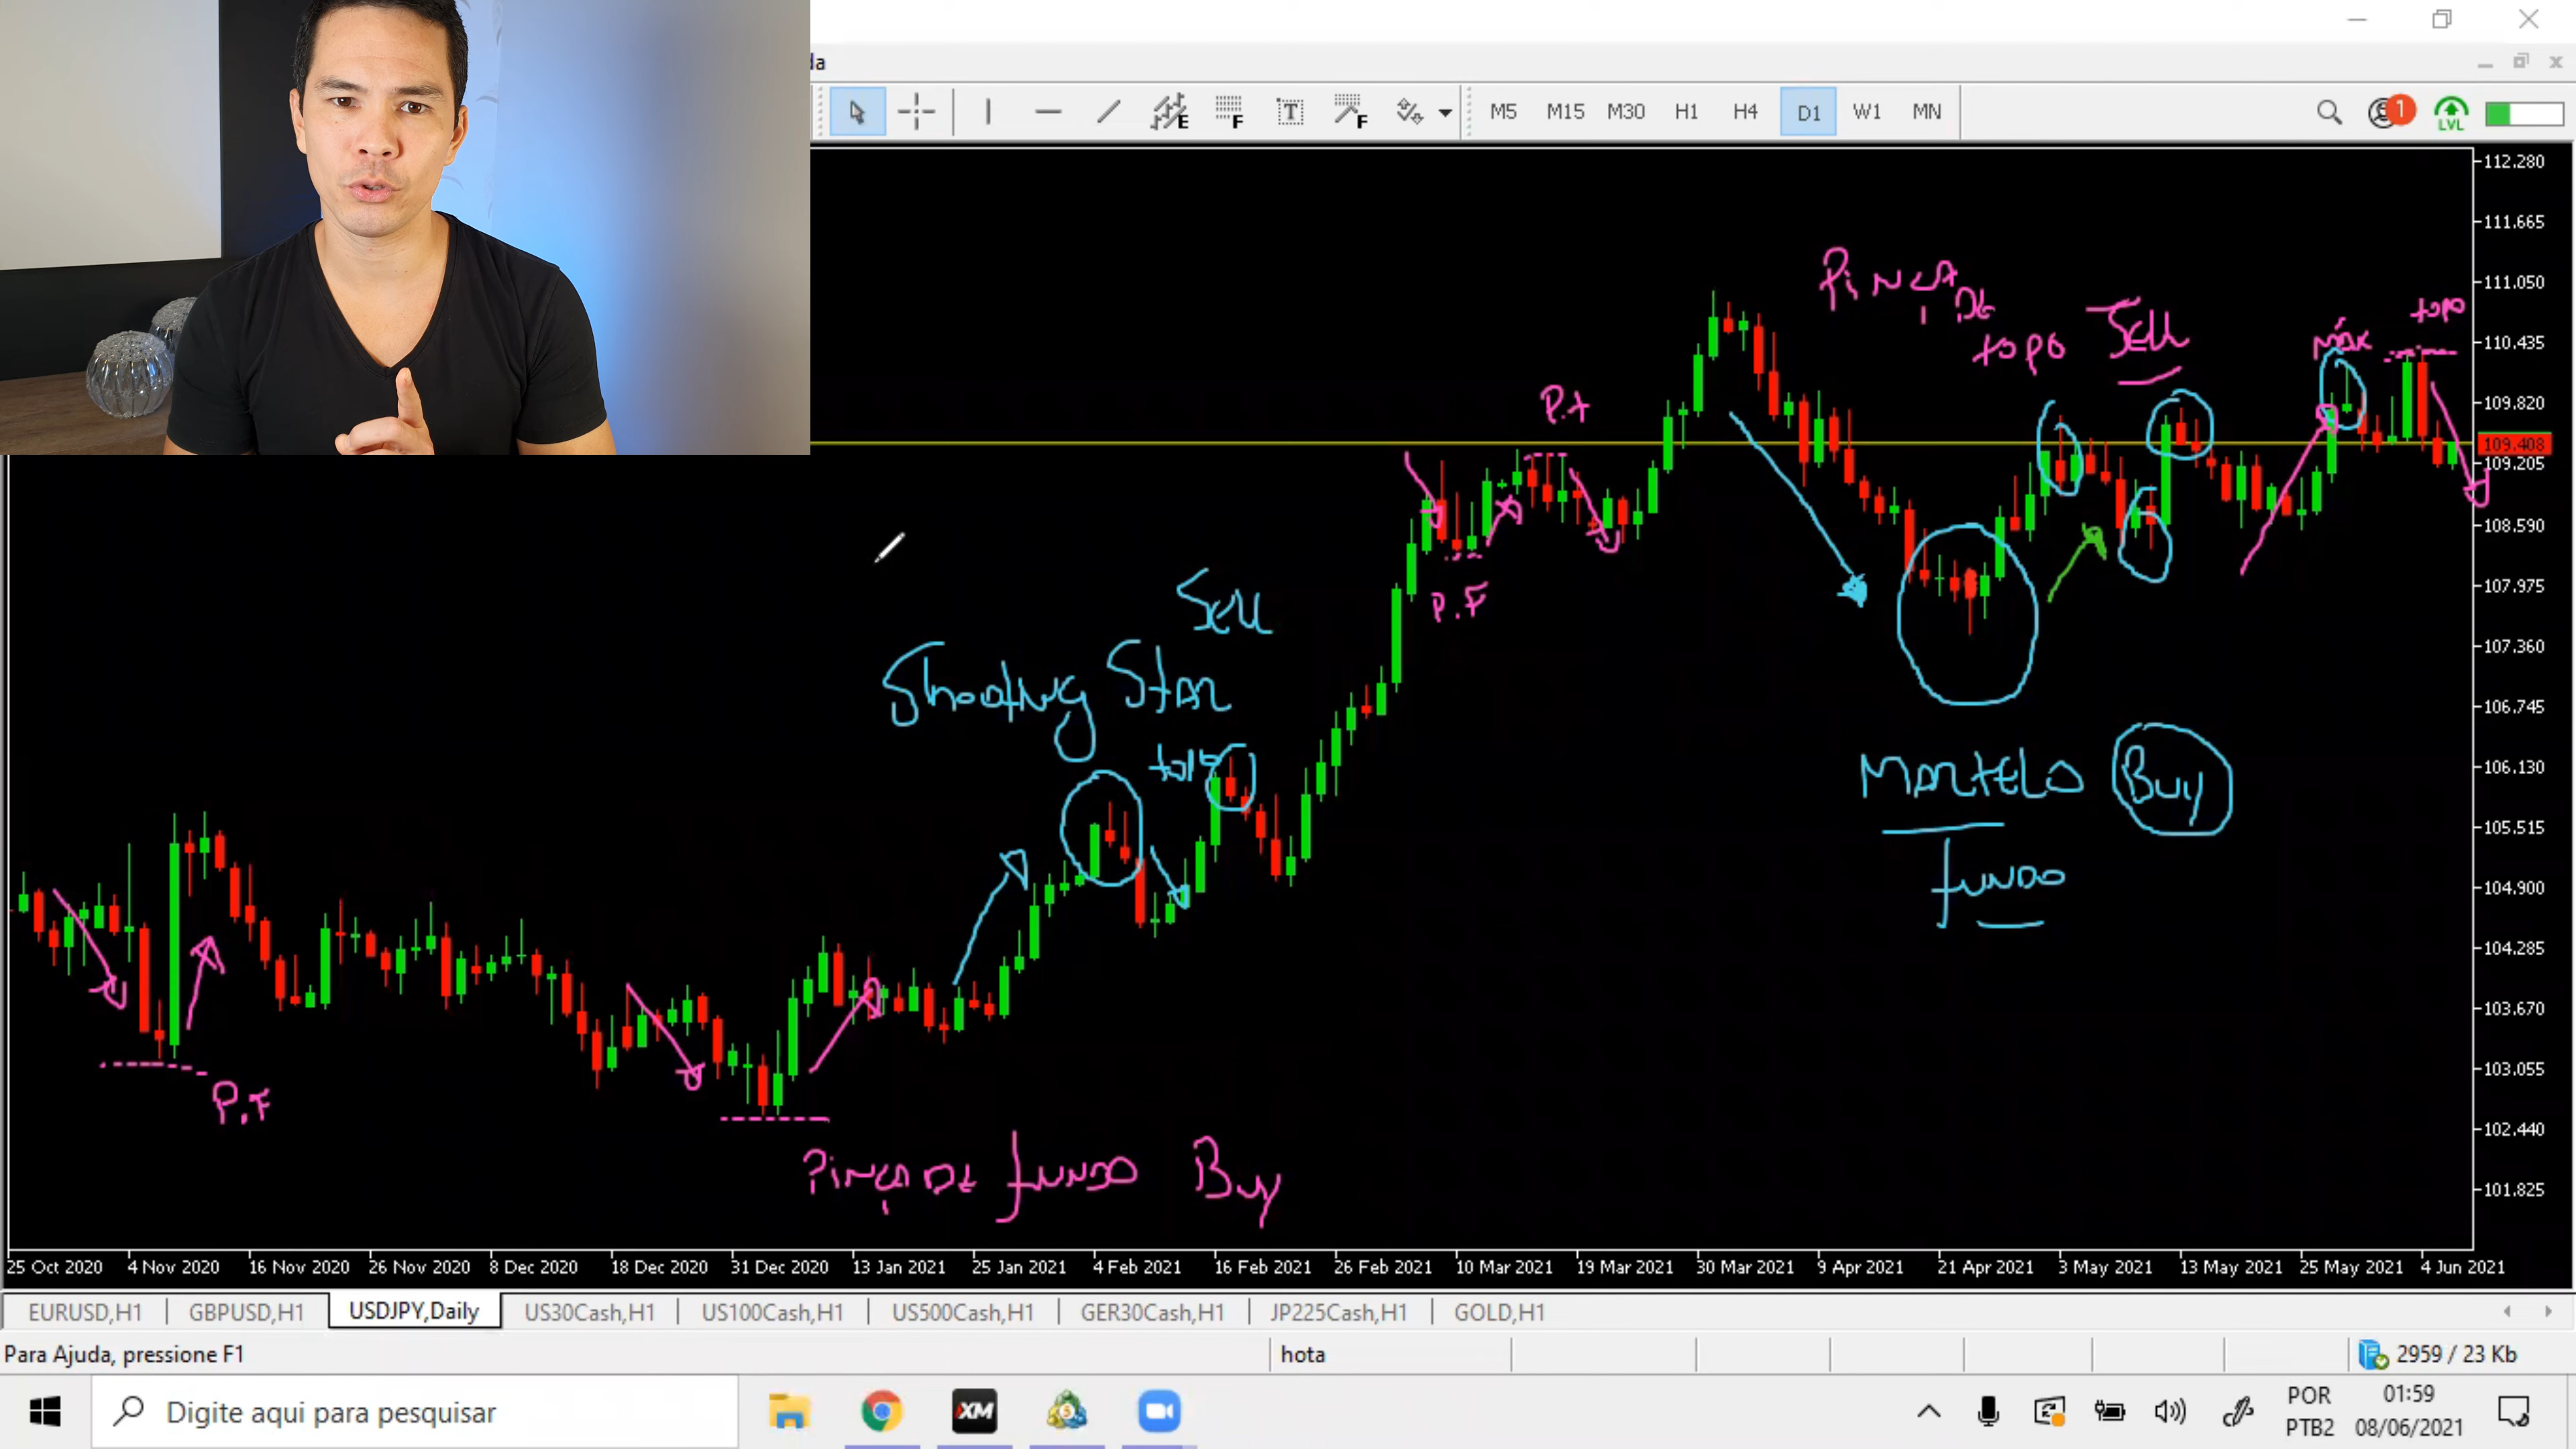 da
E
F
T
F
M5 M15 M30 H1 H4 D1 W1 MN
1
LVL
112.280
111.665
111.050
110.435
109.820
109.408
109.205
108.590
107.975
107.360
106.745
106.130
105.515
104.900
104.285
103.670
103.055
102.440
101.825
Pinça
De
topo
Sell
Máx
topo
P.t
P.F
Sell
Shooting Star
topo
Martelo Buy
fundo
P.F
Pinça De fundo Buy
25 Oct 2020 4 Nov 2020 16 Nov 2020 26 Nov 2020 8 Dec 2020 18 Dec 2020 31 Dec 2020 13 Jan 2021 25 Jan 2021 4 Feb 2021 16 Feb 2021 26 Feb 2021 10 Mar 2021 19 Mar 2021 30 Mar 2021 9 Apr 2021 21 Apr 2021 3 May 2021 13 May 2021 25 May 2021 4 Jun 2021
EURUSD,H1 GBPUSD,H1 USDJPY,Daily US30Cash,H1 US100Cash,H1 US500Cash,H1 GER30Cash,H1 JP225Cash,H1 GOLD,H1
Para Ajuda, pressione F1 hota 2959 / 23 Kb
Digite aqui para pesquisar
XM
POR
PTB2
01:59
08/06/2021